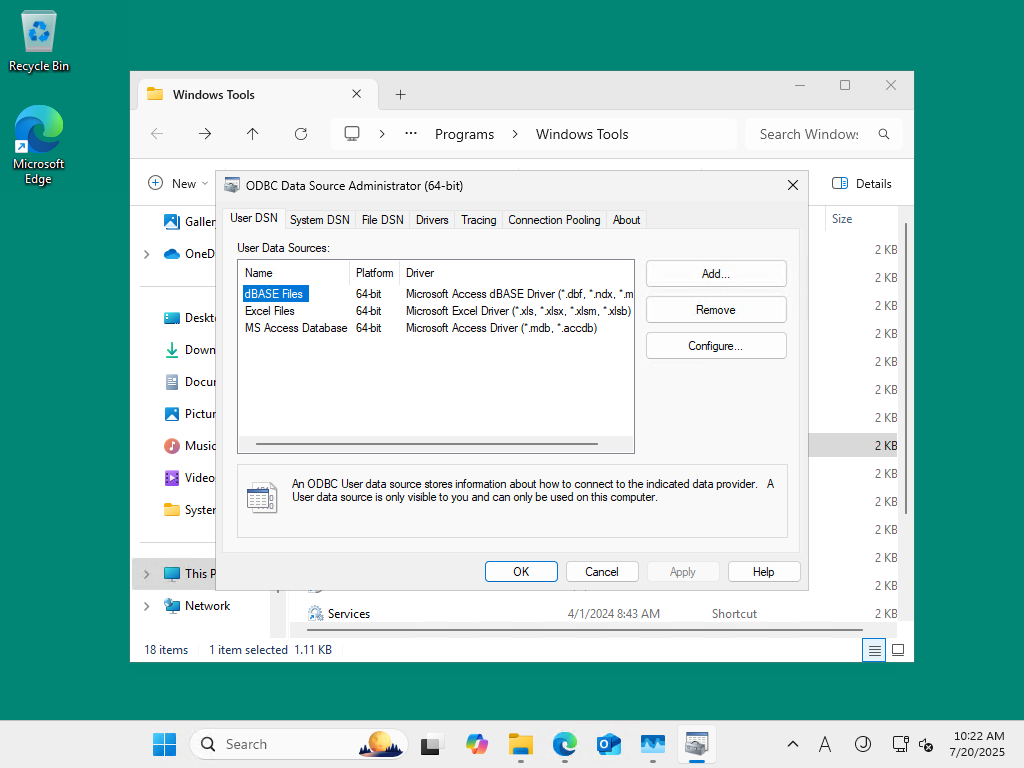 Recycle Bin
Microsoft
Edge
Windows Tools
Programs
Windows Tools
Search Windows
New
Details
Gallery
OneD
Deskt
Down
Docur
Pictur
Music
Video
System
This P
Network
Size
2 KB
2 KB
2 KB
2 KB
2 KB
2 KB
2 KB
2 KB
2 KB
2 KB
2 KB
2 KB
2 KB
Services 4/1/2024 8:43 AM Shortcut 2 KB
18 items 1 item selected 1.11 KB
ODBC Data Source Administrator (64-bit)
User DSN System DSN File DSN Drivers Tracing Connection Pooling About
User Data Sources:
Name Platform Driver
dBASE Files 64-bit Microsoft Access dBASE Driver (*.dbf, *.ndx, *.m
Excel Files 64-bit Microsoft Excel Driver (*.xls, *.xlsx, *.xlsm, *.xlsb)
MS Access Database 64-bit Microsoft Access Driver (*.mdb, *.accdb)
Add...
Remove
Configure...
An ODBC User data source stores information about how to connect to the indicated data provider. A
User data source is only visible to you and can only be used on this computer.
OK Cancel Apply Help
Search
10:22 AM
7/20/2025